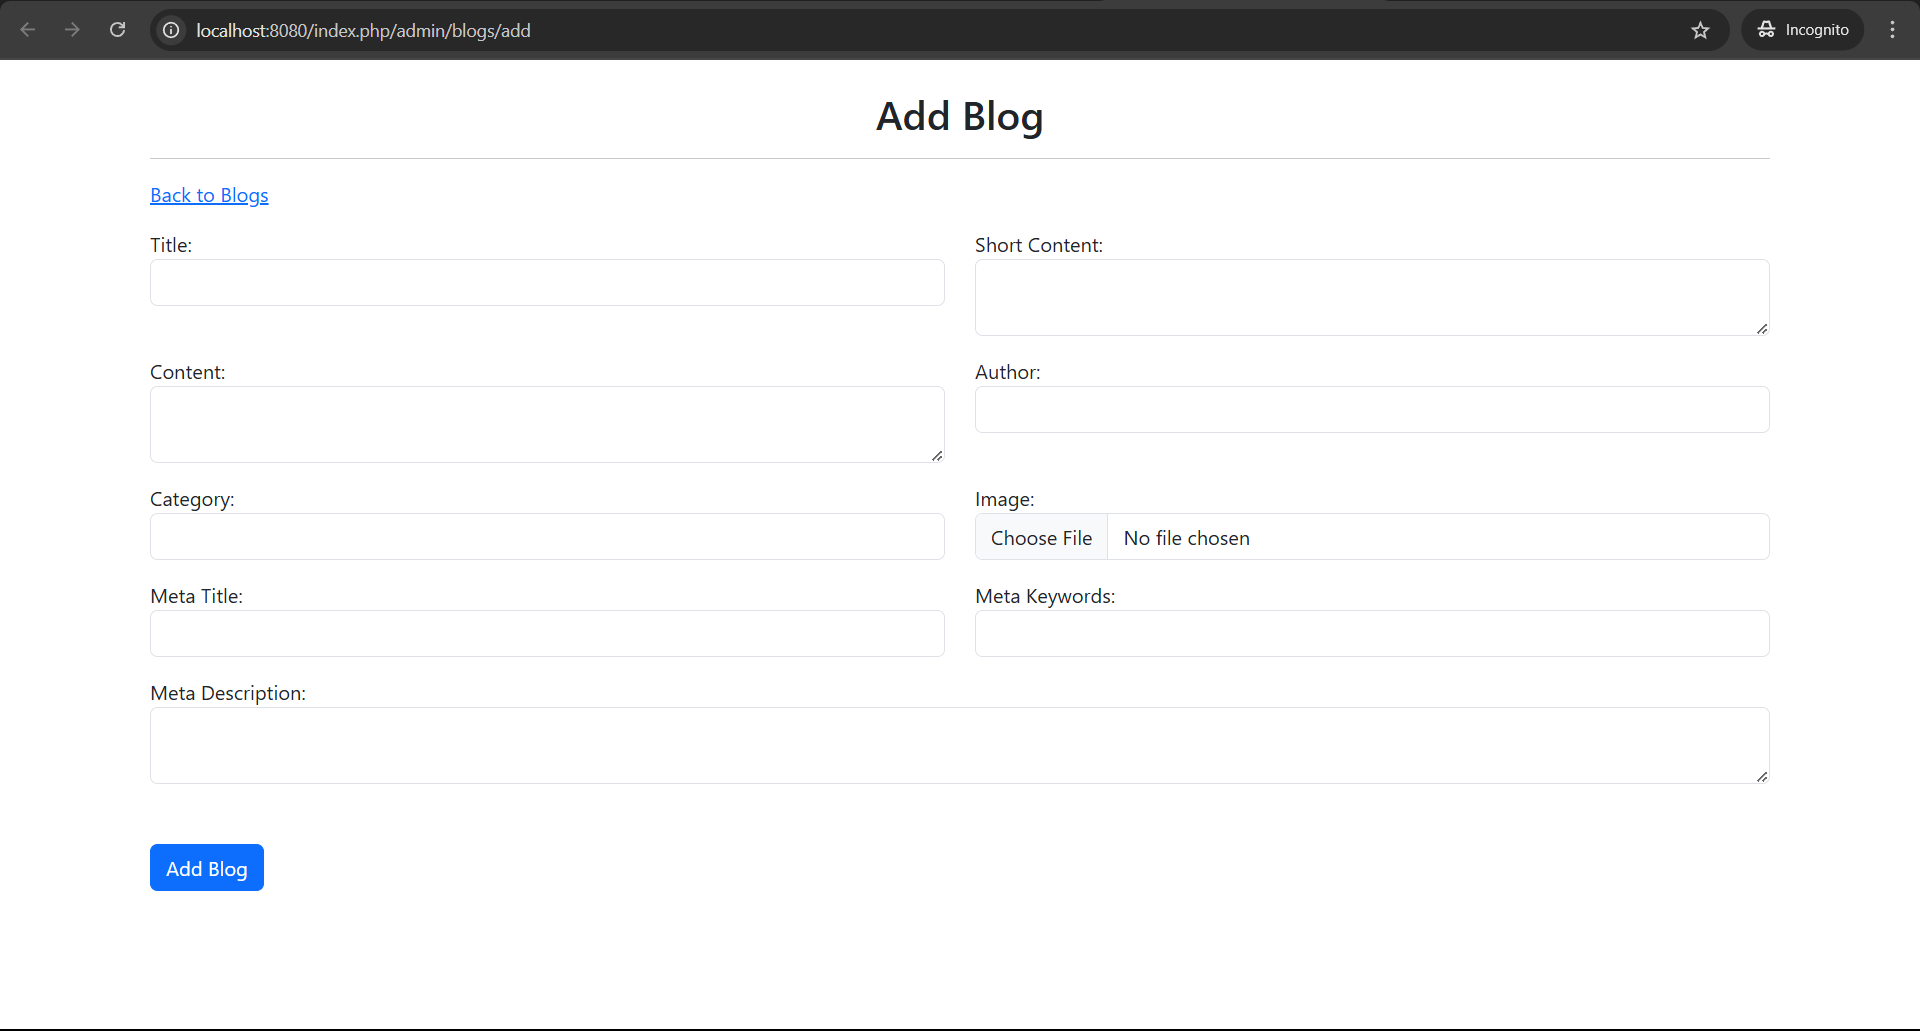 localhost:8080/index.php/admin/blogs/add
Incognito
Add Blog
Back to Blogs
Title:
Short Content:
Content:
Author:
Category:
Image:
Choose File No file chosen
Meta Title:
Meta Keywords:
Meta Description:
Add Blog